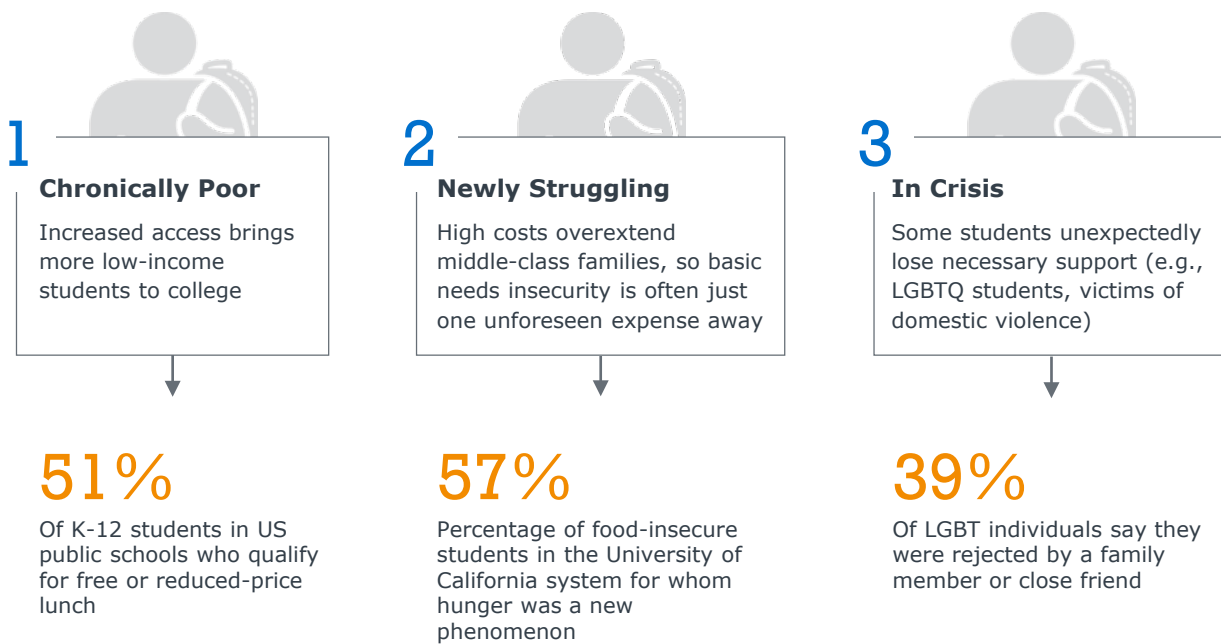 1
Chronically Poor
Increased access brings
more low-income
students to college
51%
Of K-12 students in US
public schools who qualify
for free or reduced-price
lunch
2
Newly Struggling
High costs overextend
middle-class families, so basic
needs insecurity is often just
one unforeseen expense away
57%
Percentage of food-insecure
students in the University of
California system for whom
hunger was a new
phenomenon
3
In Crisis
Some students unexpectedly
lose necessary support (e.g.,
LGBTQ students, victims of
domestic violence)
39%
Of LGBT individuals say they
were rejected by a family
member or close friend